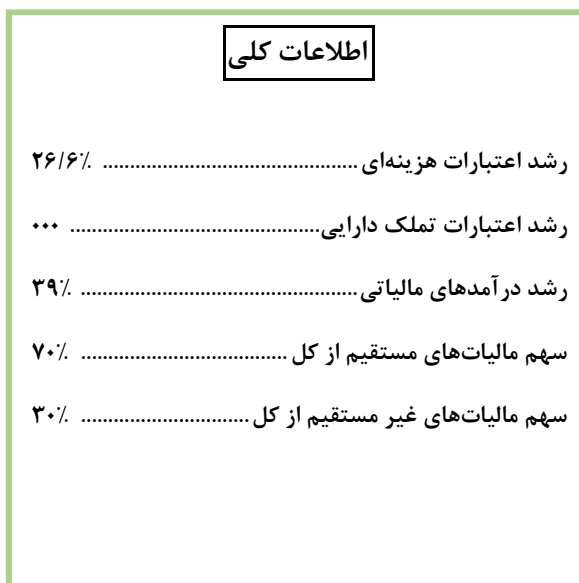 اطلاعات کلی
رشد اعتبارات هزینه‌ای ................................................ ۲۶/۶٪
رشد اعتبارات تملک دارایی............................................... ۰۰۰
رشد درآمدهای مالیاتی.................................................... ۳۹٪
سهم مالیات‌های مستقیم از کل ....................................... ۷۰٪
سهم مالیات‌های غیر مستقیم از کل................................ ۳۰٪